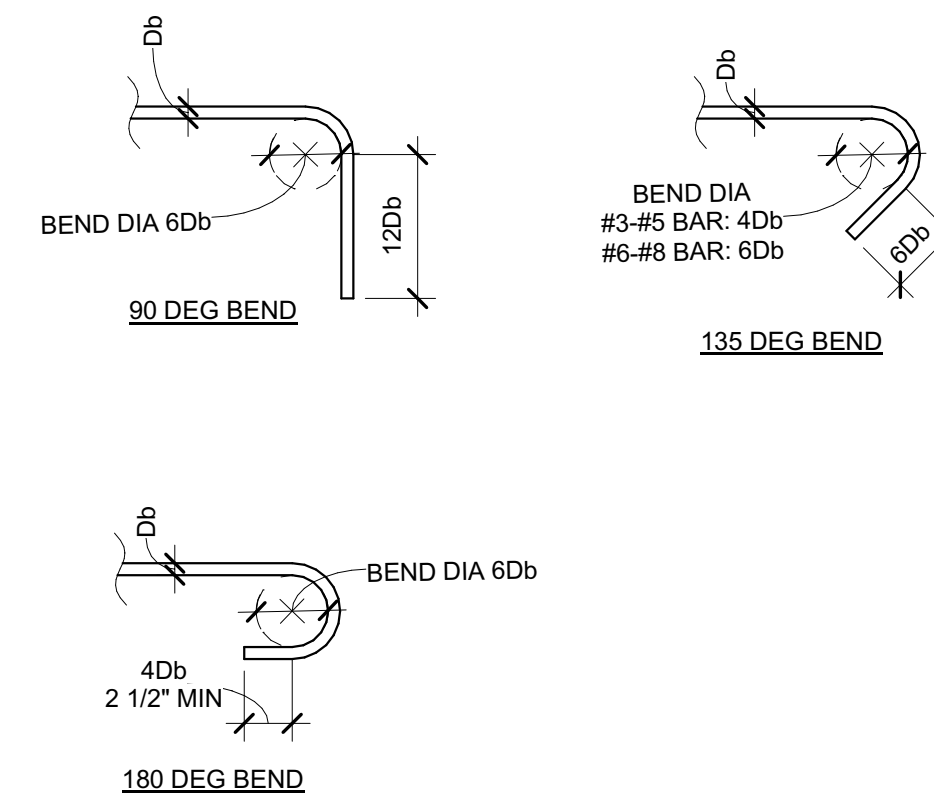 Db
BEND DIA 6Db
12Db
90 DEG BEND
Db
BEND DIA
#3-#5 BAR: 4Db
#6-#8 BAR: 6Db
6Db
135 DEG BEND
Db
BEND DIA 6Db
4Db
2 1/2" MIN
180 DEG BEND